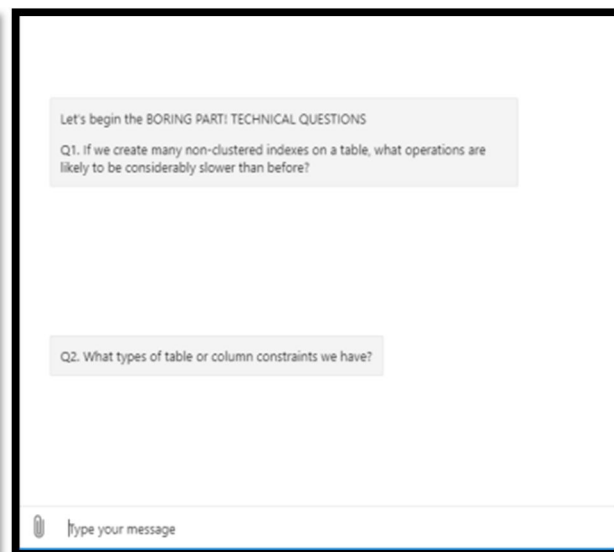 Let's begin the BORING PART! TECHNICAL QUESTIONS
Q1. If we create many non-clustered indexes on a table, what operations are
likely to be considerably slower than before?
Q2. What types of table or column constraints we have?
Type your message